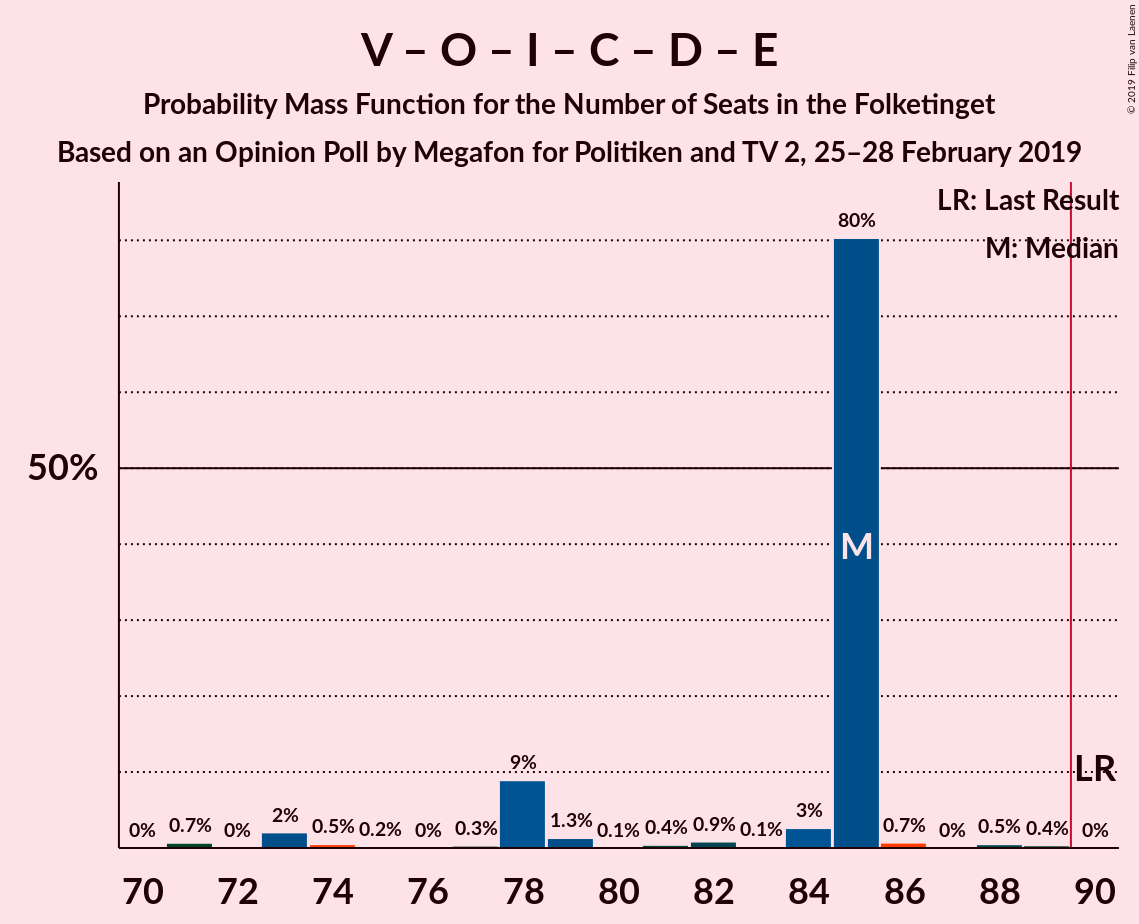 V – O – I – C – D – E
Probability Mass Function for the Number of Seats in the Folketinget
Based on an Opinion Poll by Megafon for Politiken and TV 2, 25–28 February 2019
© 2019 Filip van Laenen
LR: Last Result
M: Median
80%
50%
M
9%
LR
0%
0.7%
0%
2%
0.5%
0.2%
0%
0.3%
1.3%
0.1%
0.4%
0.9%
0.1%
3%
0.7%
0%
0.5%
0.4%
0%
70 72 74 76 78 80 82 84 86 88 90